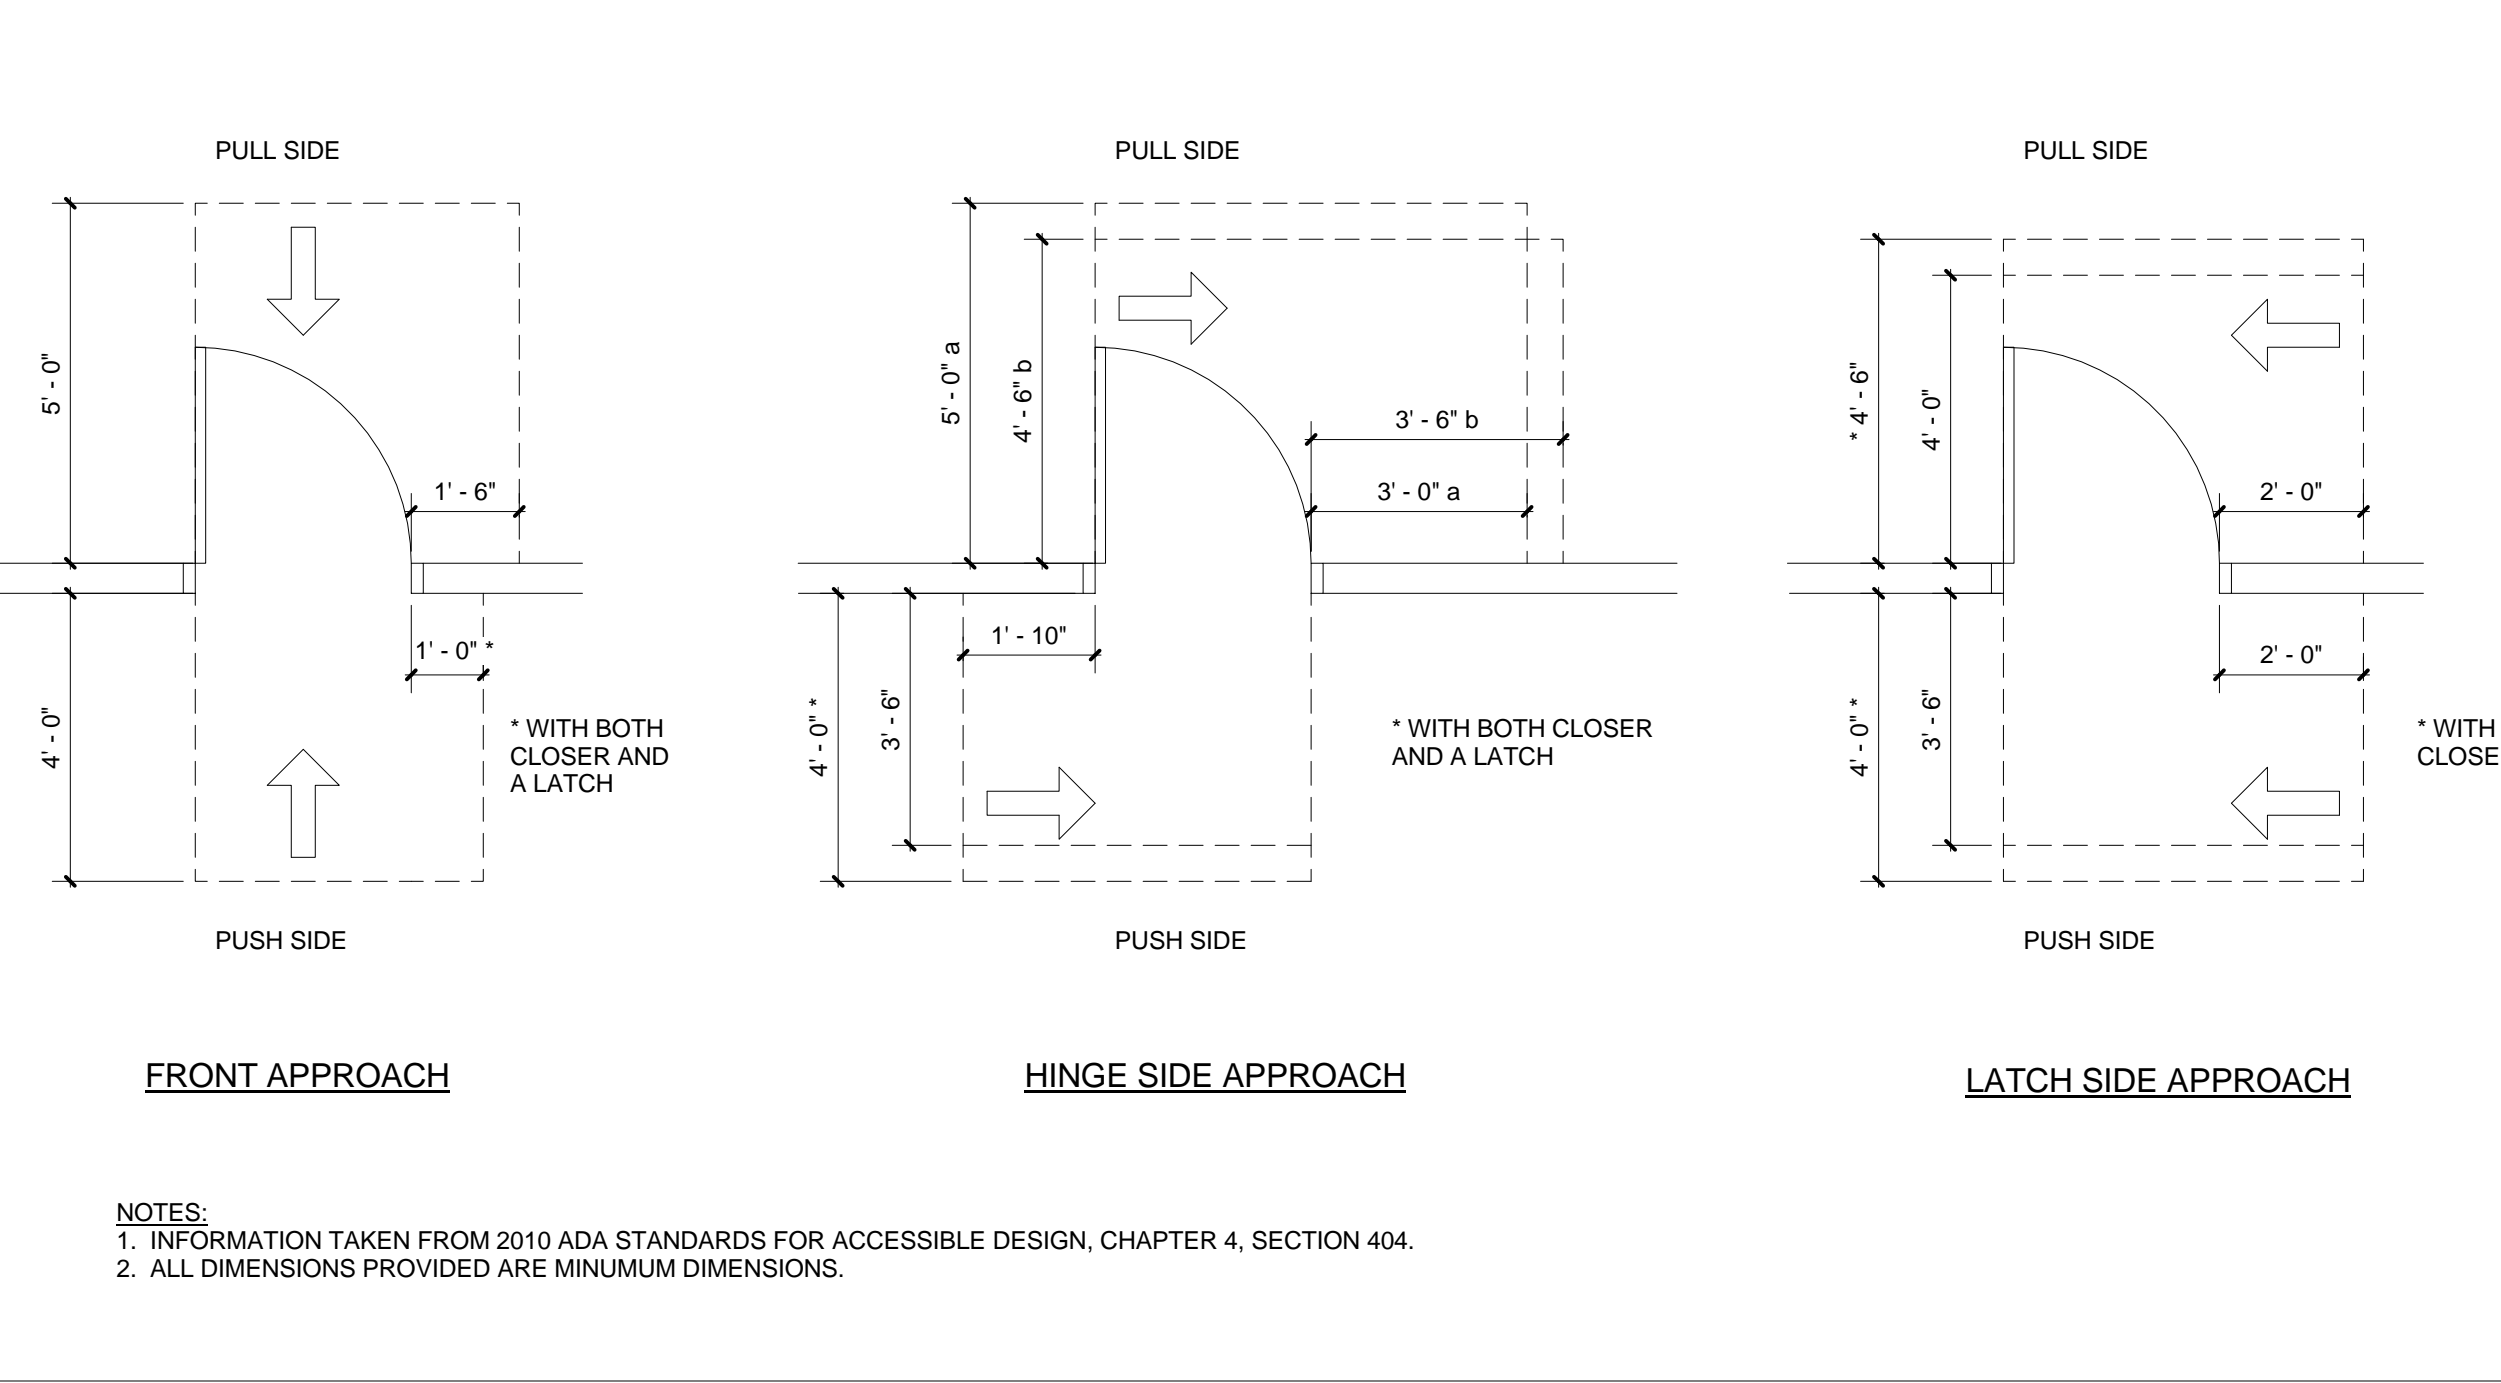 PULL SIDE
5' - 0"
1' - 6"
1' - 0" *
4' - 0"
* WITH BOTH
CLOSER AND
A LATCH
PUSH SIDE
FRONT APPROACH
PULL SIDE
5' - 0" a
4' - 6" b
3' - 6" b
3' - 0" a
1' - 10"
4' - 0" *
3' - 6"
* WITH BOTH CLOSER
AND A LATCH
PUSH SIDE
HINGE SIDE APPROACH
PULL SIDE
* 4' - 6"
4' - 0"
2' - 0"
2' - 0"
4' - 0" *
3' - 6"
* WITH
CLOSE
PUSH SIDE
LATCH SIDE APPROACH
NOTES:
1. INFORMATION TAKEN FROM 2010 ADA STANDARDS FOR ACCESSIBLE DESIGN, CHAPTER 4, SECTION 404.
2. ALL DIMENSIONS PROVIDED ARE MINUMUM DIMENSIONS.